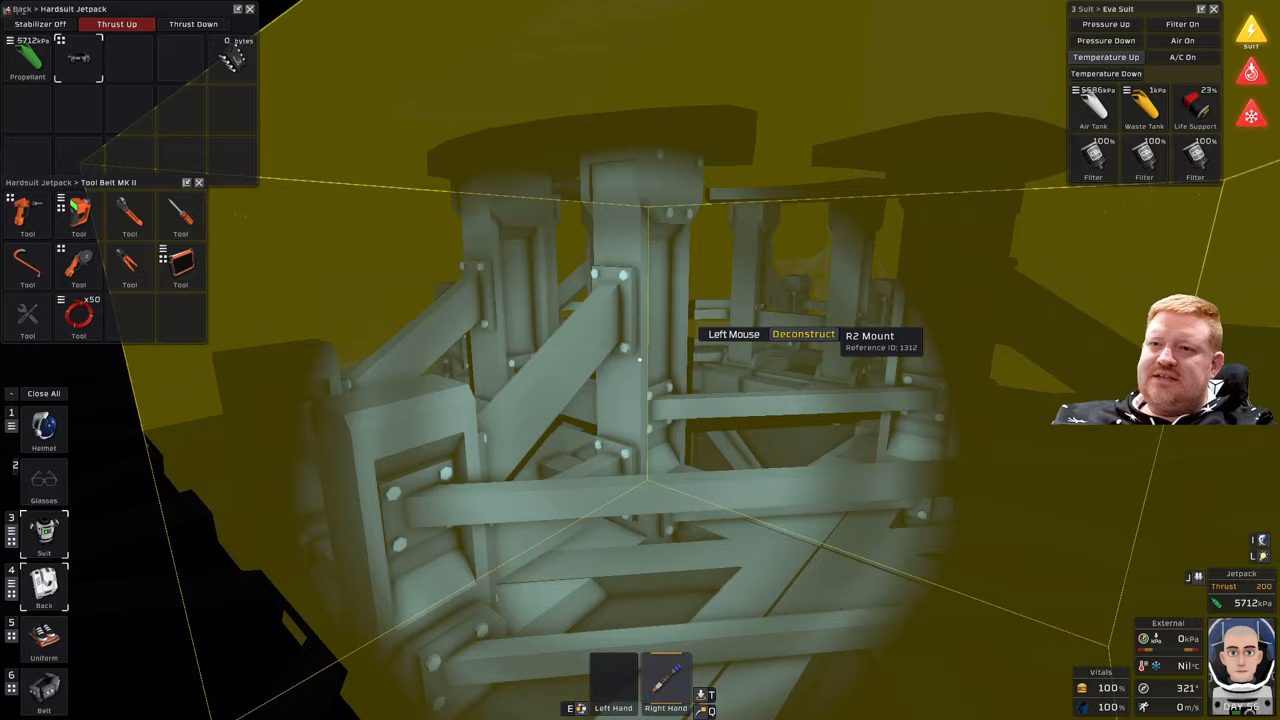 4 Back > Hardsuit Jetpack
Stabilizer Off
Thrust Up
Thrust Down
5712kPa
Propellant
0 bytes
Hardsuit Jetpack > Tool Belt MK II
Tool
Tool
Tool
Tool
Tool
Tool
Tool
Tool
Tool
x50
Tool
- Close All
1
Helmet
2
Glasses
3
Suit
4
Back
5
Uniform
6
Belt
3 Suit > Eva Suit
Pressure Up
Filter On
Pressure Down
Air On
Temperature Up
A/C On
Temperature Down
5586kPa
Air Tank
1kPa
Waste Tank
23%
Life Support
100%
Filter
100%
Filter
100%
Filter
SUIT
Left Mouse
Deconstruct
R2 Mount
Reference ID: 1312
E
Left Hand
Right Hand
T
Q
I
L
J
Jetpack
Thrust 200
5712kPa
External
0kPa
Nil°C
321°
0m/s
Vitals
100%
100%
DAY 56